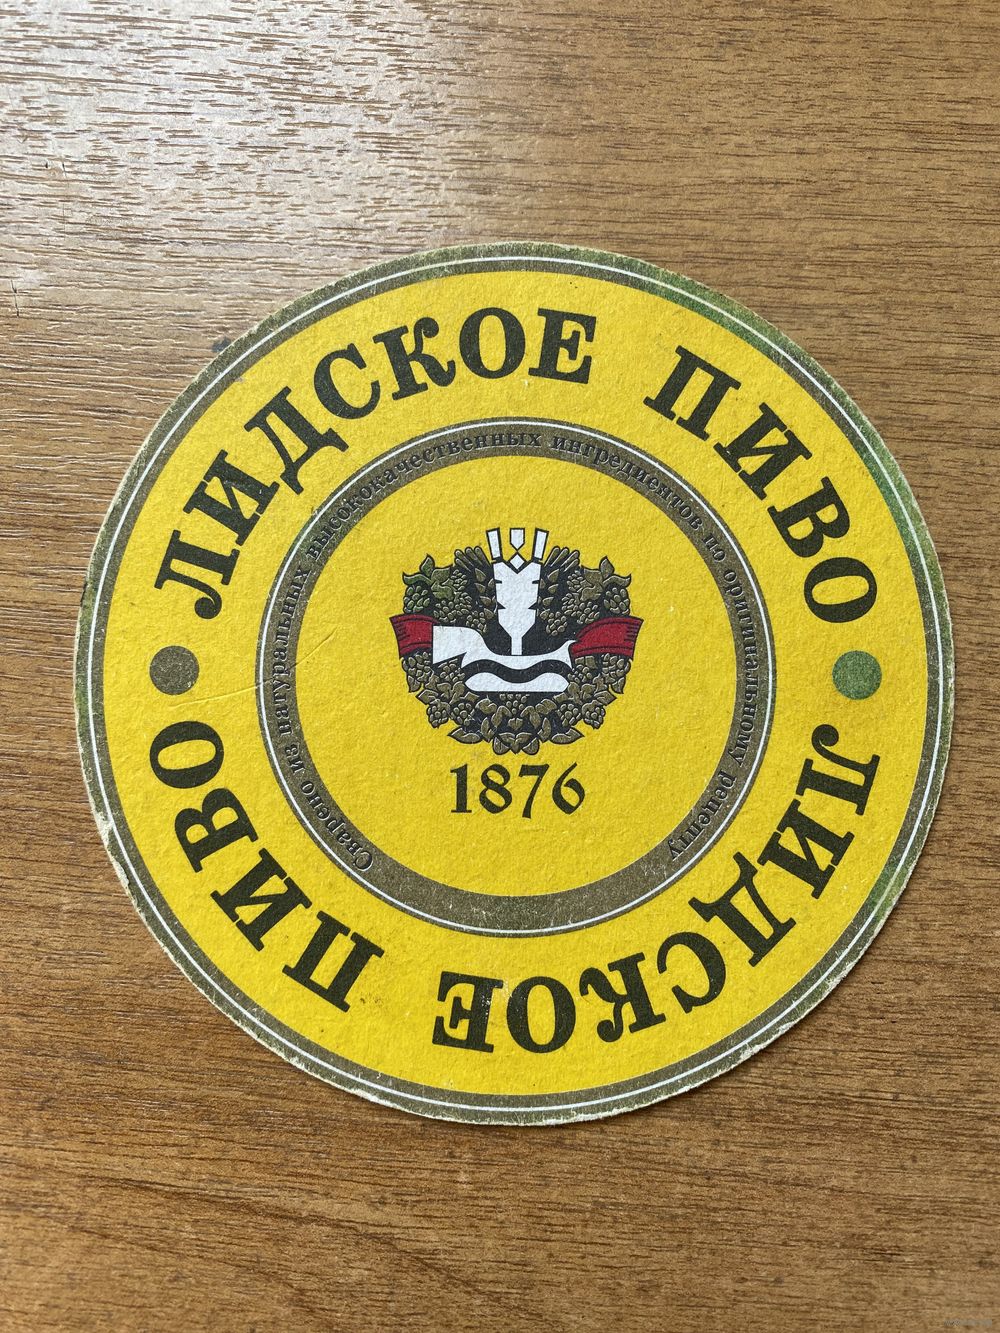 ЛИДСКОЕ ПИВО
ЛИДСКОЕ ПИВО
Сварено из натуральных высококачественных ингредиентов по оригинальному рецепту
1876